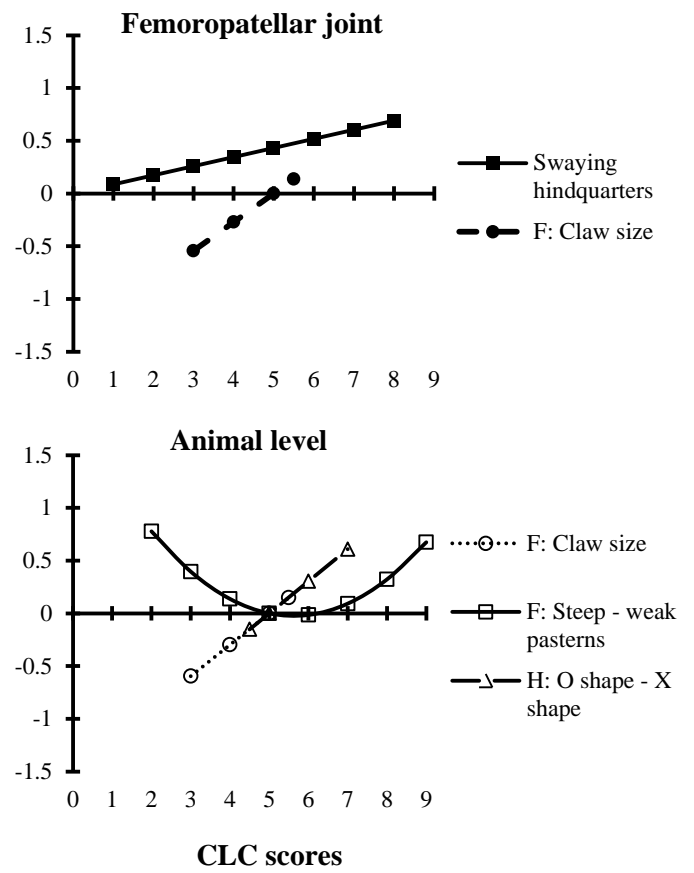 Femoropatellar joint
1.5
1
0.5
0
-0.5
-1
-1.5
0 1 2 3 4 5 6 7 8 9
Swaying
hindquarters
F: Claw size
Animal level
1.5
1
0.5
0
-0.5
-1
-1.5
0 1 2 3 4 5 6 7 8 9
F: Claw size
F: Steep - weak
pasterns
H: O shape - X
shape
CLC scores